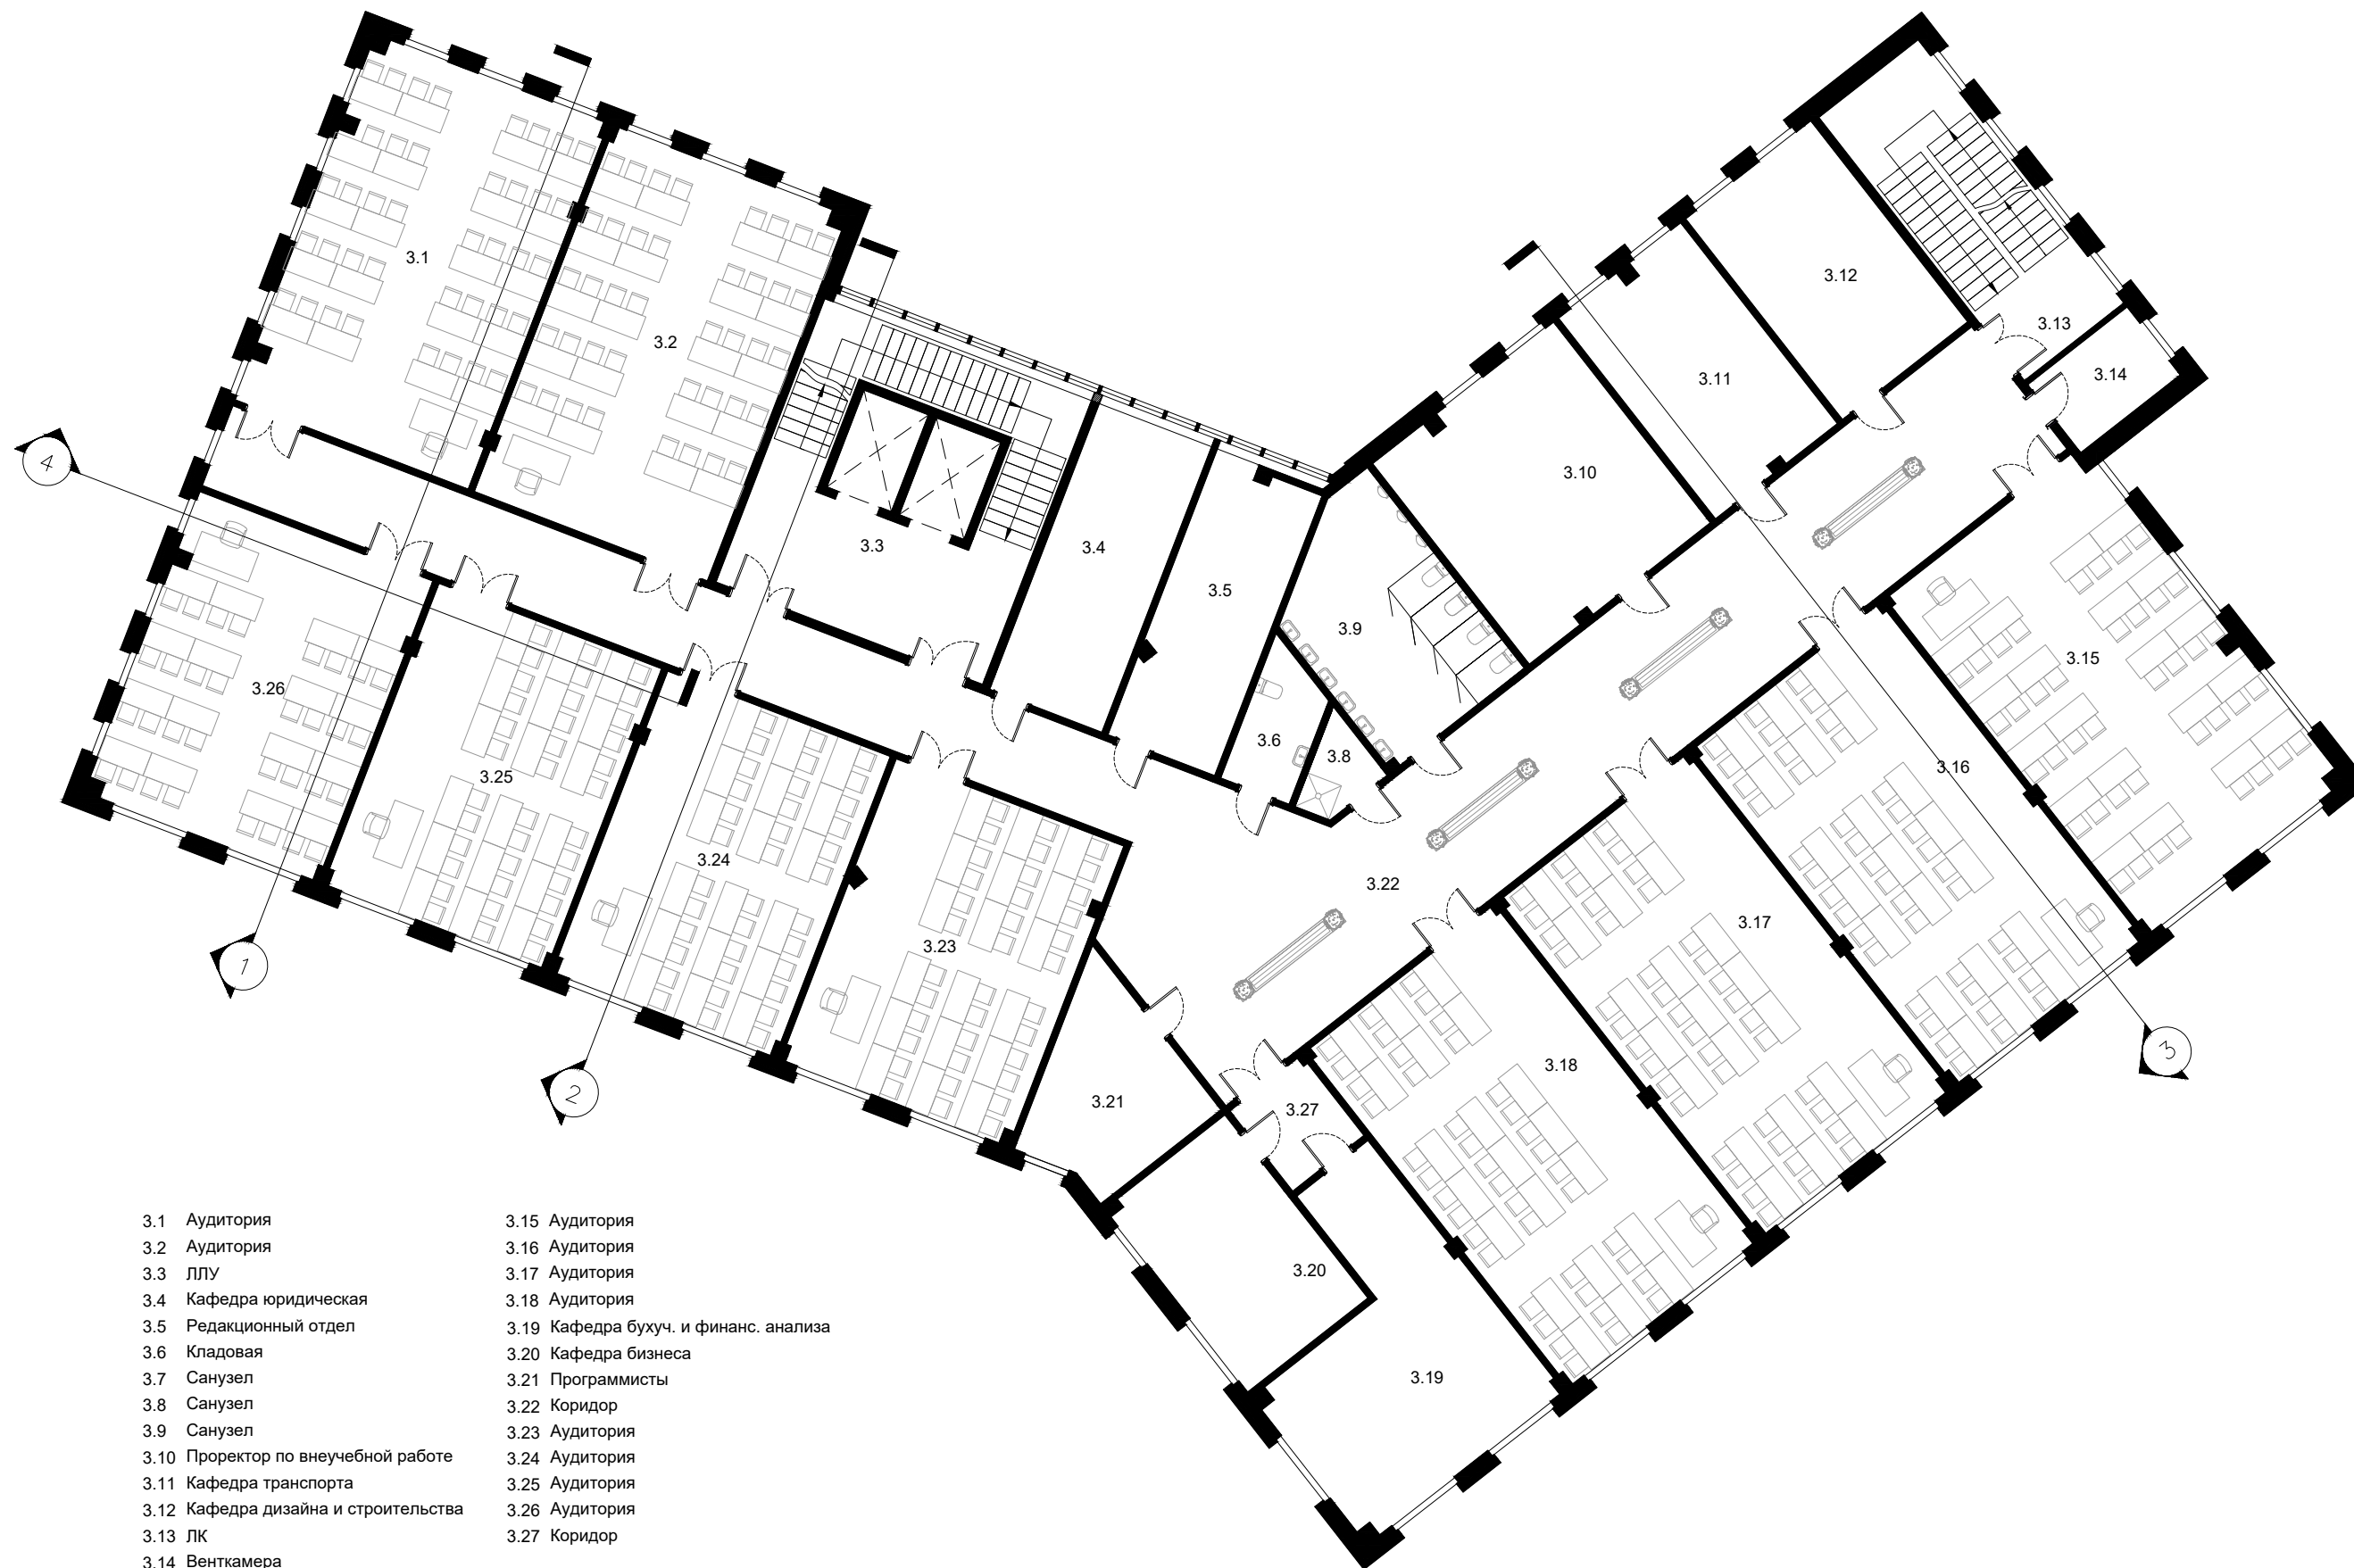 3.1
3.2
3.3
3.4
3.5
3.6
3.8
3.9
3.10
3.11
3.12
3.13
3.14
3.15
3.16
3.17
3.18
3.19
3.20
3.21
3.22
3.23
3.24
3.25
3.26
3.27
4
1
2
3
3.1 Аудитория
3.2 Аудитория
3.3 ЛЛУ
3.4 Кафедра юридическая
3.5 Редакционный отдел
3.6 Кладовая
3.7 Санузел
3.8 Санузел
3.9 Санузел
3.10 Проректор по внеучебной работе
3.11 Кафедра транспорта
3.12 Кафедра дизайна и строительства
3.13 ЛК
3.14 Венткамера
3.15 Аудитория
3.16 Аудитория
3.17 Аудитория
3.18 Аудитория
3.19 Кафедра бухуч. и финанс. анализа
3.20 Кафедра бизнеса
3.21 Программисты
3.22 Коридор
3.23 Аудитория
3.24 Аудитория
3.25 Аудитория
3.26 Аудитория
3.27 Коридор